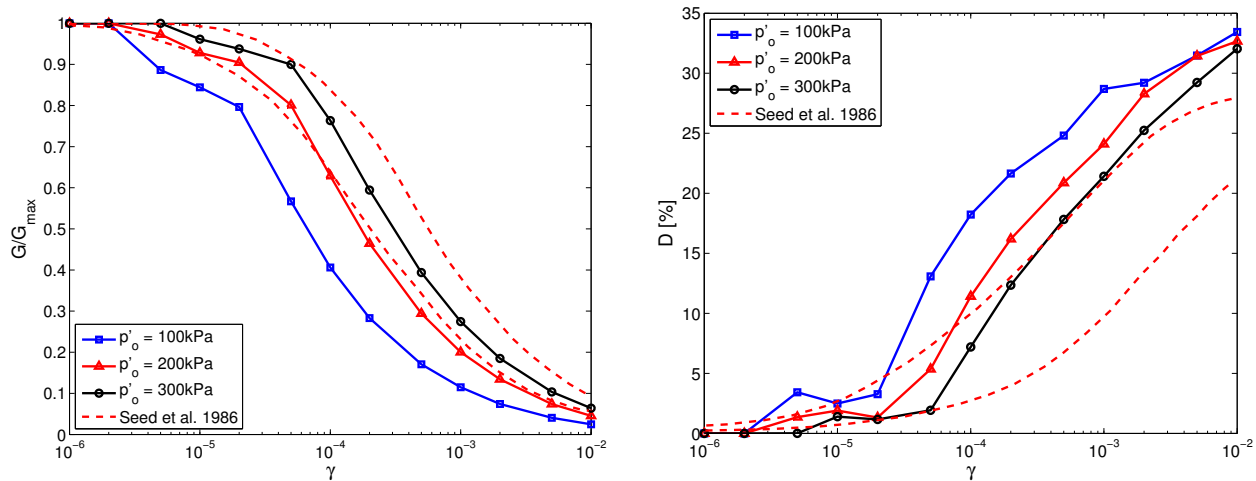 1
0.9
0.8
0.7
0.6
0.5
0.4
0.3
0.2
0.1
0
G/G_max
10^-6 10^-5 10^-4 10^-3 10^-2
γ
p'_o = 100kPa
p'_o = 200kPa
p'_o = 300kPa
Seed et al. 1986
35
30
25
20
15
10
5
0
D [%]
10^-6 10^-5 10^-4 10^-3 10^-2
γ
p'_o = 100kPa
p'_o = 200kPa
p'_o = 300kPa
Seed et al. 1986